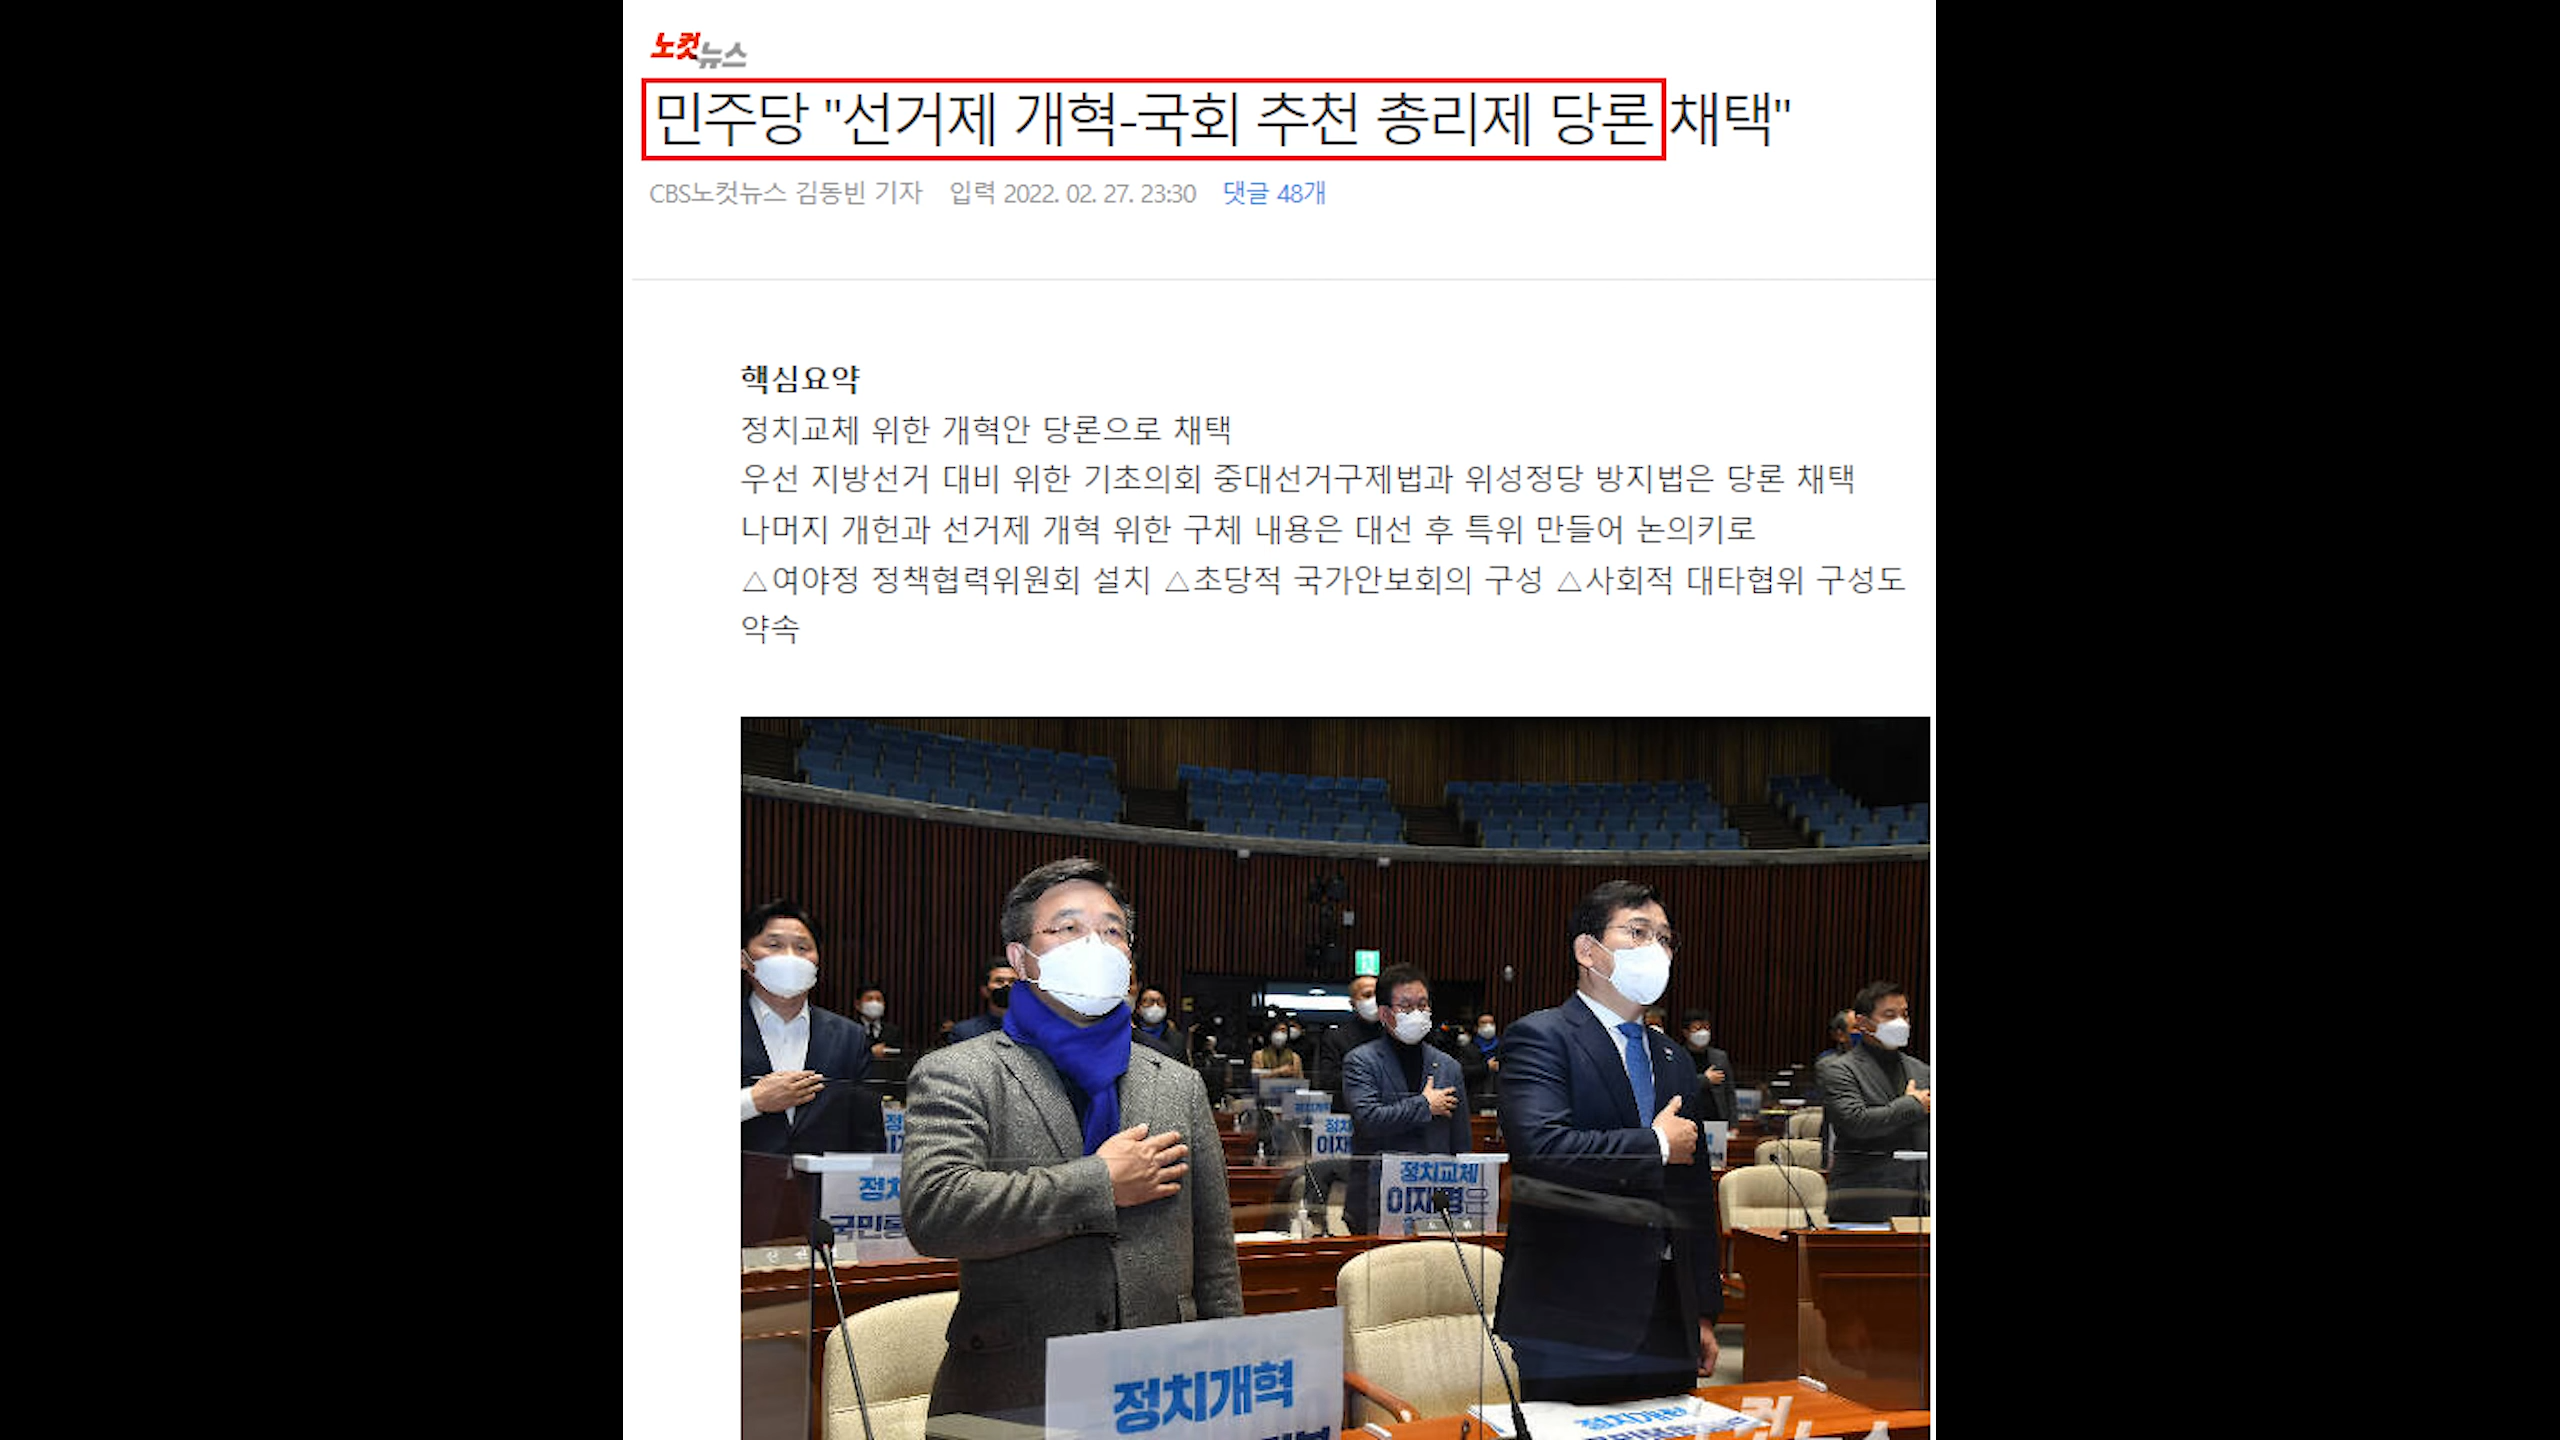 노컷뉴스
민주당 "선거제 개혁-국회 추천 총리제 당론 채택"
CBS노컷뉴스 김동빈 기자 입력 2022. 02. 27. 23:30 댓글 48개
핵심요약
정치교체 위한 개혁안 당론으로 채택
우선 지방선거 대비 위한 기초의회 중대선거구제법과 위성정당 방지법은 당론 채택
나머지 개헌과 선거제 개혁 위한 구체 내용은 대선 후 특위 만들어 논의키로
△여야정 정책협력위원회 설치 △초당적 국가안보회의 구성 △사회적 대타협위 구성도
약속
정치교체
이재명은
정치개혁
정치개혁